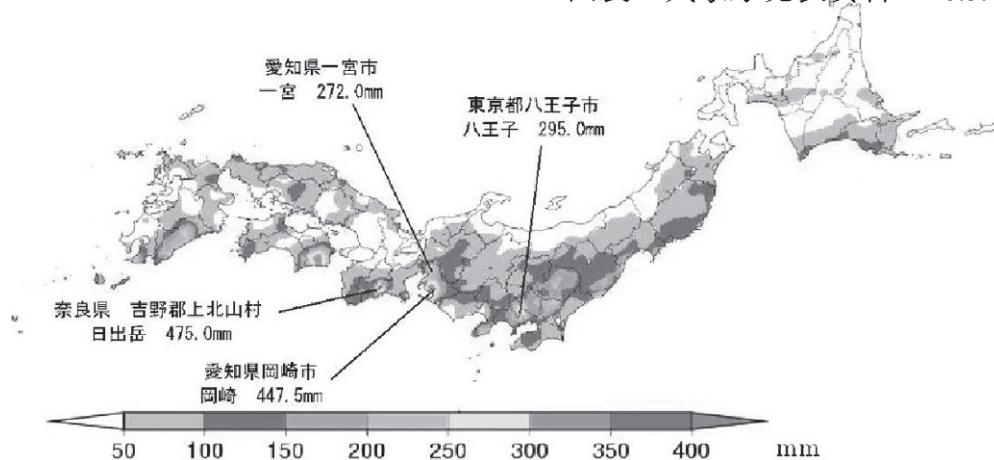 愛知県一宮市
一宮 272.0mm
東京都八王子市
八王子 295.0mm
奈良県 吉野郡上北山村
日出岳 475.0mm
愛知県岡崎市
岡崎 447.5mm
50 100 150 200 250 300 350 400 mm